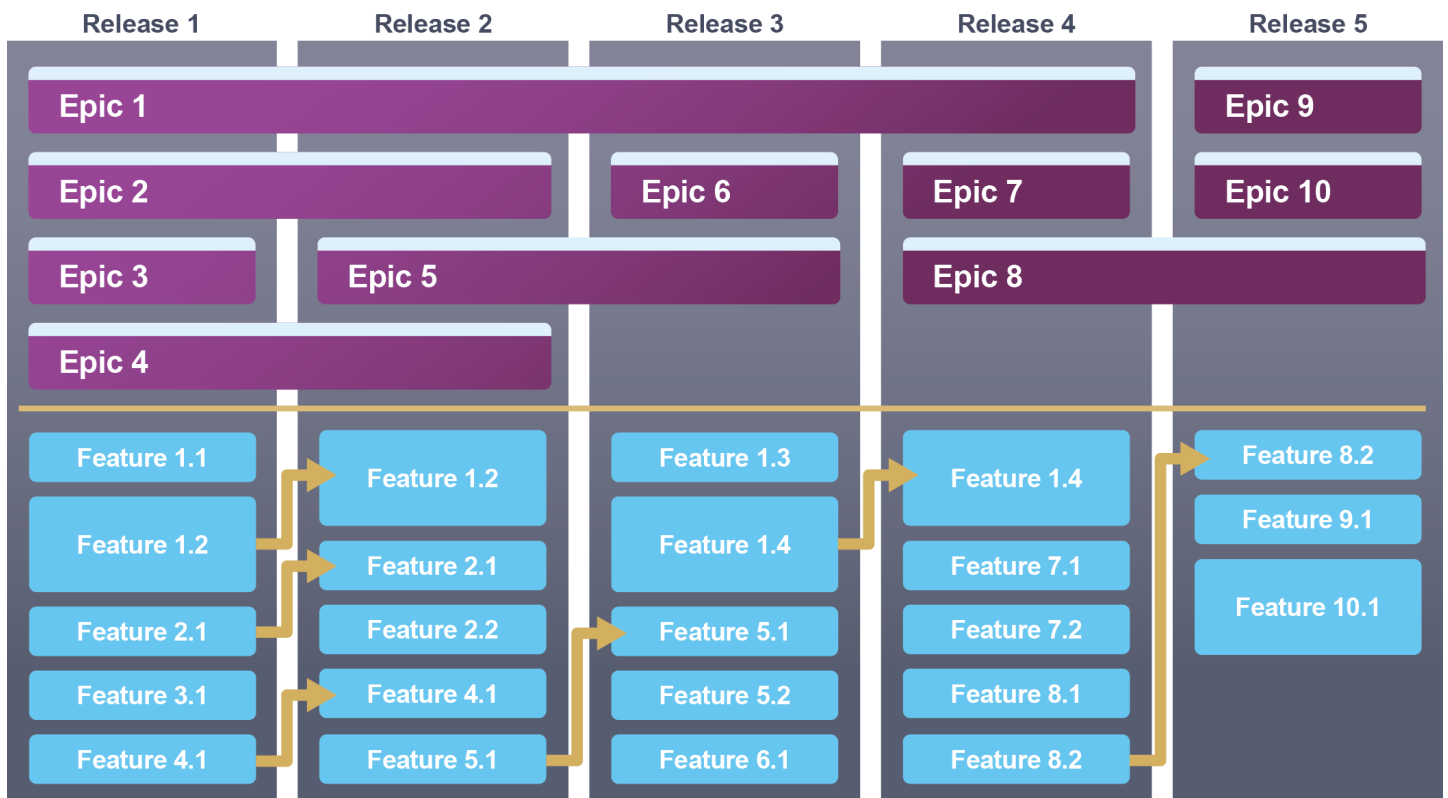 Release 1
Release 2
Release 3
Release 4
Release 5
Epic 1
Epic 9
Epic 2
Epic 6
Epic 7
Epic 10
Epic 3
Epic 5
Epic 8
Epic 4
Feature 1.1
Feature 1.2
Feature 2.1
Feature 3.1
Feature 4.1
Feature 1.2
Feature 2.1
Feature 2.2
Feature 4.1
Feature 5.1
Feature 1.3
Feature 1.4
Feature 5.1
Feature 5.2
Feature 6.1
Feature 1.4
Feature 7.1
Feature 7.2
Feature 8.1
Feature 8.2
Feature 8.2
Feature 9.1
Feature 10.1